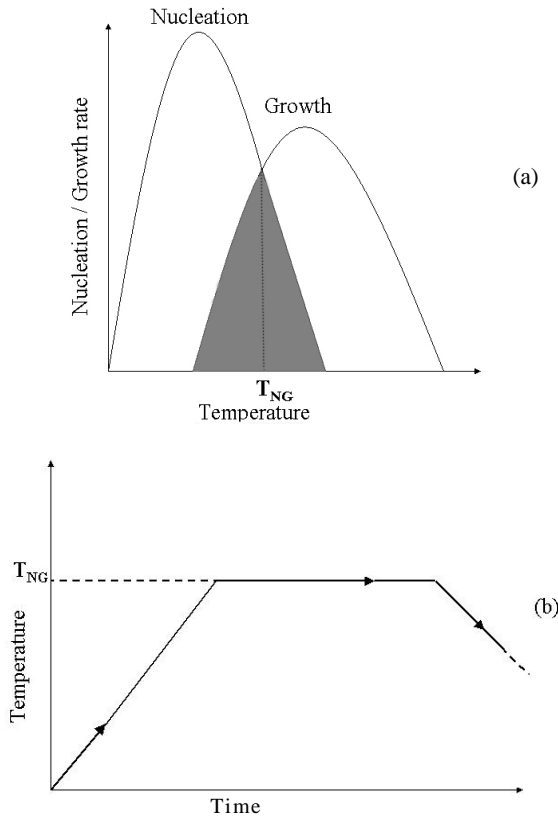 Nucleation
Growth
Nucleation / Growth rate
(a)
T_NG
Temperature
T_NG
Temperature
(b)
Time